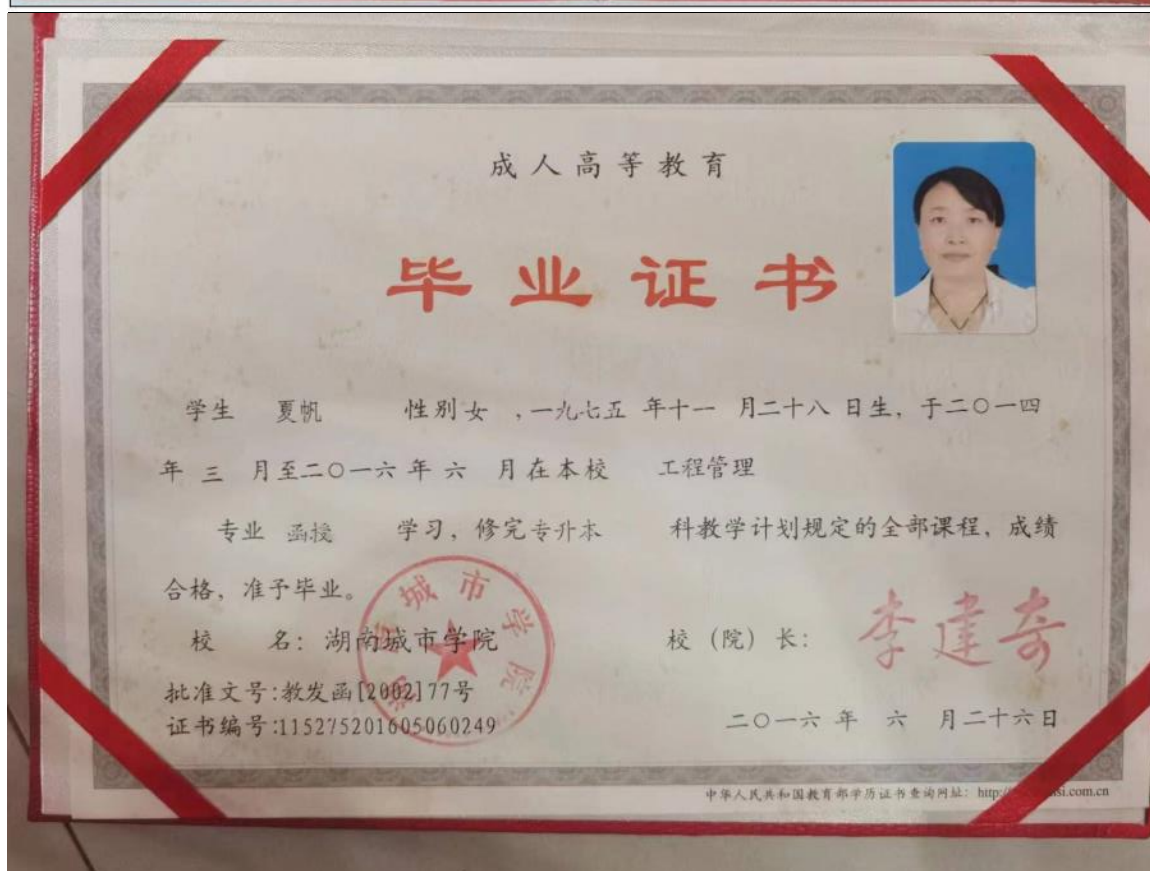 成人高等教育
毕业证书
学生 夏帆 性别女 ,一九七五 年十一 月二十八 日生, 于二〇一四
年 三 月至二〇一六 年 六 月在本校 工程管理
专业 函授 学习, 修完专升本 科教学计划规定的全部课程, 成绩
合格, 准予毕业。
校 名: 湖南城市学院
校 (院) 长: 李建奇
批准文号:教发函[2002]77号
证书编号:115275201605060249
二〇一六 年 六 月二十六日
城市学院
中华人民共和国教育部学历证书查询网址: http:/
si.com.cn